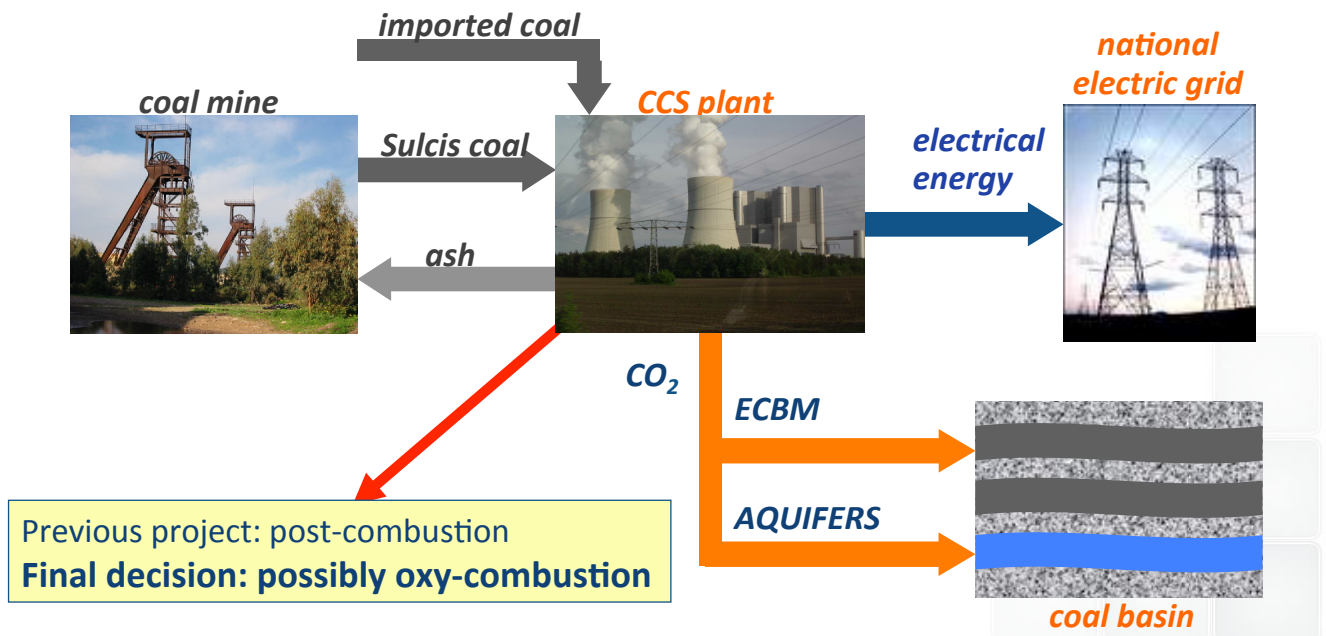 imported coal
national
electric grid
coal mine
CCS plant
Sulcis coal
electrical
energy
ash
CO₂
ECBM
AQUIFERS
Previous project: post-combustion
Final decision: possibly oxy-combustion
coal basin